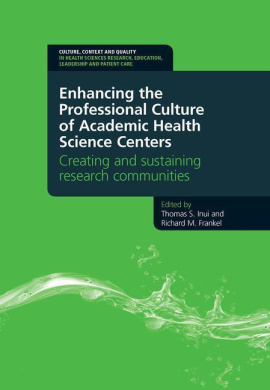 CULTURE, CONTEXT AND QUALITY
IN HEALTH SCIENCES RESEARCH, EDUCATION,
LEADERSHIP AND PATIENT CARE
Enhancing the
Professional Culture
of Academic Health
Science Centers
Creating and sustaining
research communities
Edited by
Thomas S. Inui and
Richard M. Frankel